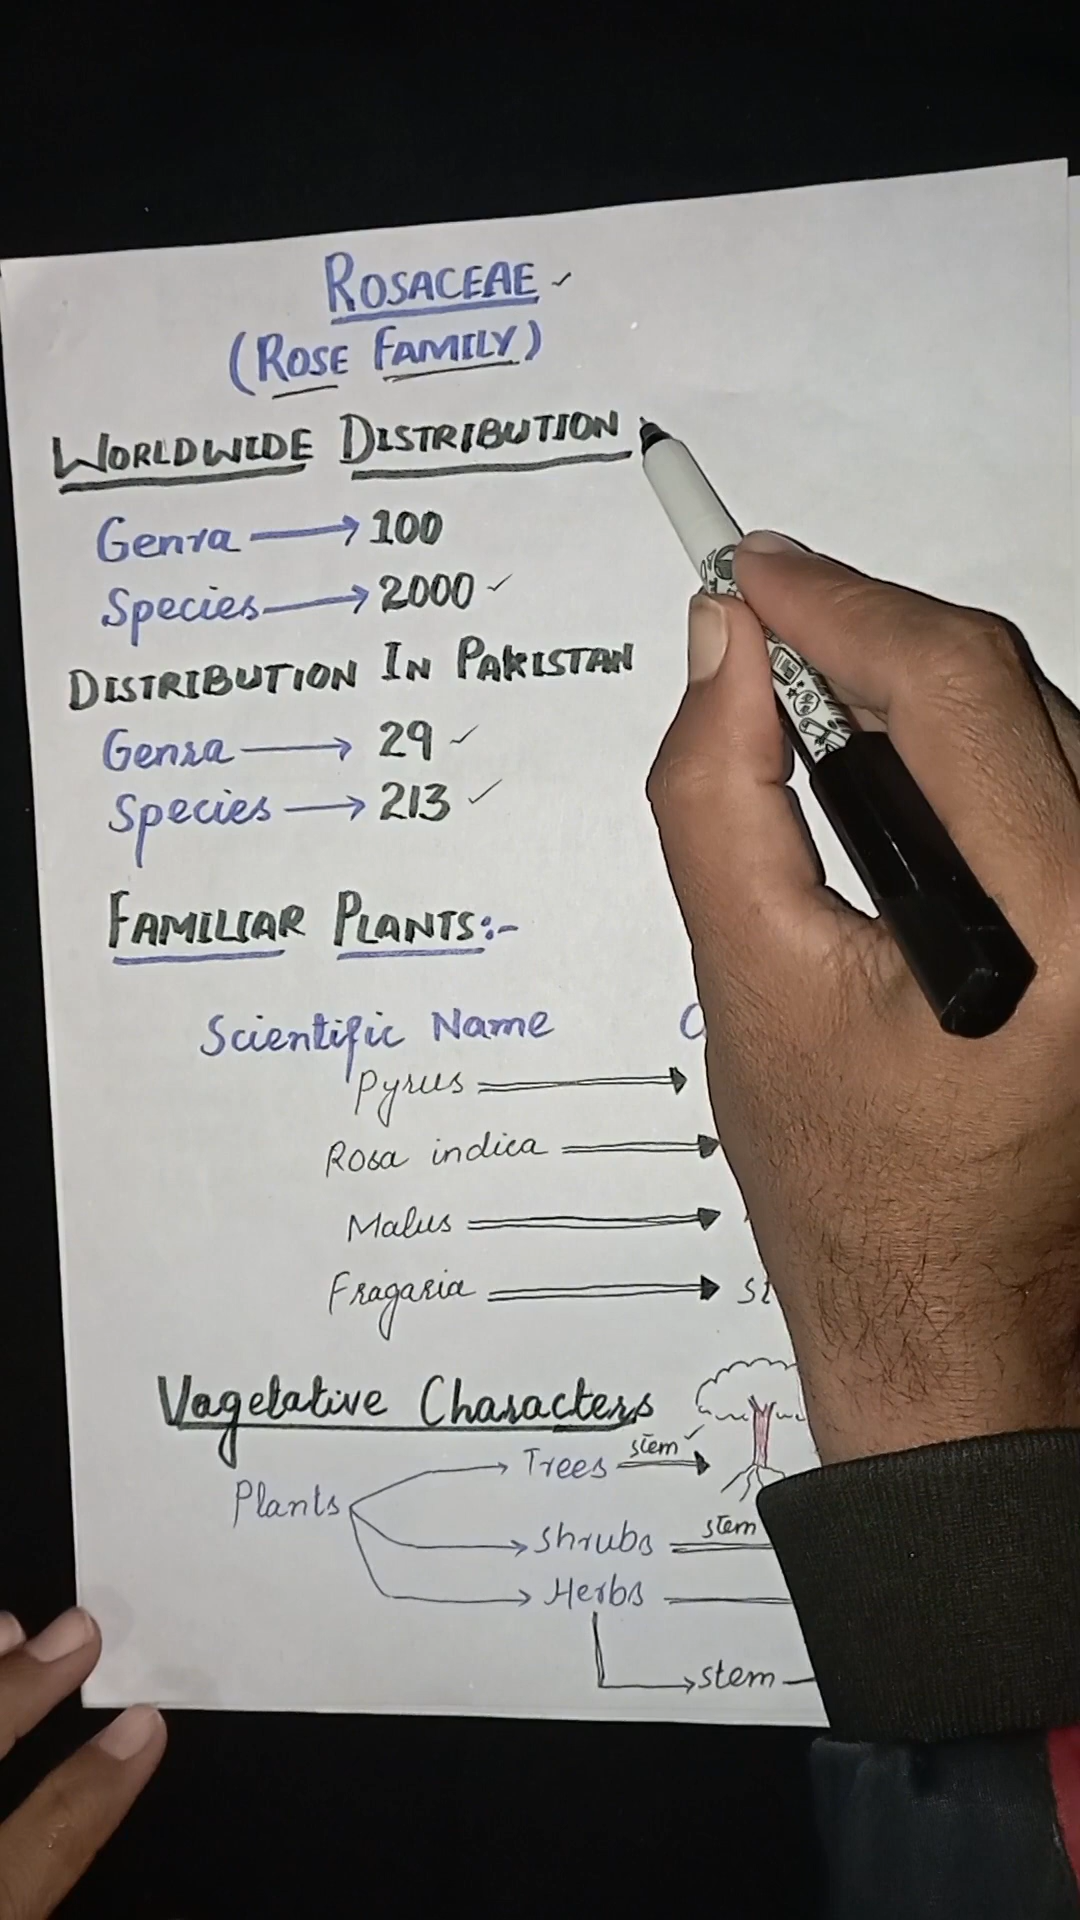 ROSACEAE
(ROSE FAMILY)
WORLDWIDE DISTRIBUTION
Genra → 100
Species → 2000
DISTRIBUTION IN PAKISTAN
Genra → 29
Species → 213
FAMILIAR PLANTS:-
Scientific Name
Pyrus
Rosa indica
Malus
Fragaria
Vagetative Characters
Trees stem
Plants
Shrubs stem
Herbs
stem